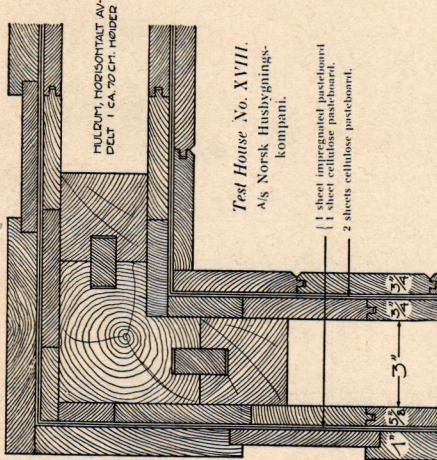 HULRUM, HORISONTALT AV-
DELT I CA. 70 CM. HØIDER
Test House No. XVIII.
A/S Norsk Husbygnings-
kompani.
1 sheet impregnated pasteboard
1 sheet cellulose pasteboard.
2 sheets cellulose pasteboard.
1" 5/8" 3" 3/4" 3/4"